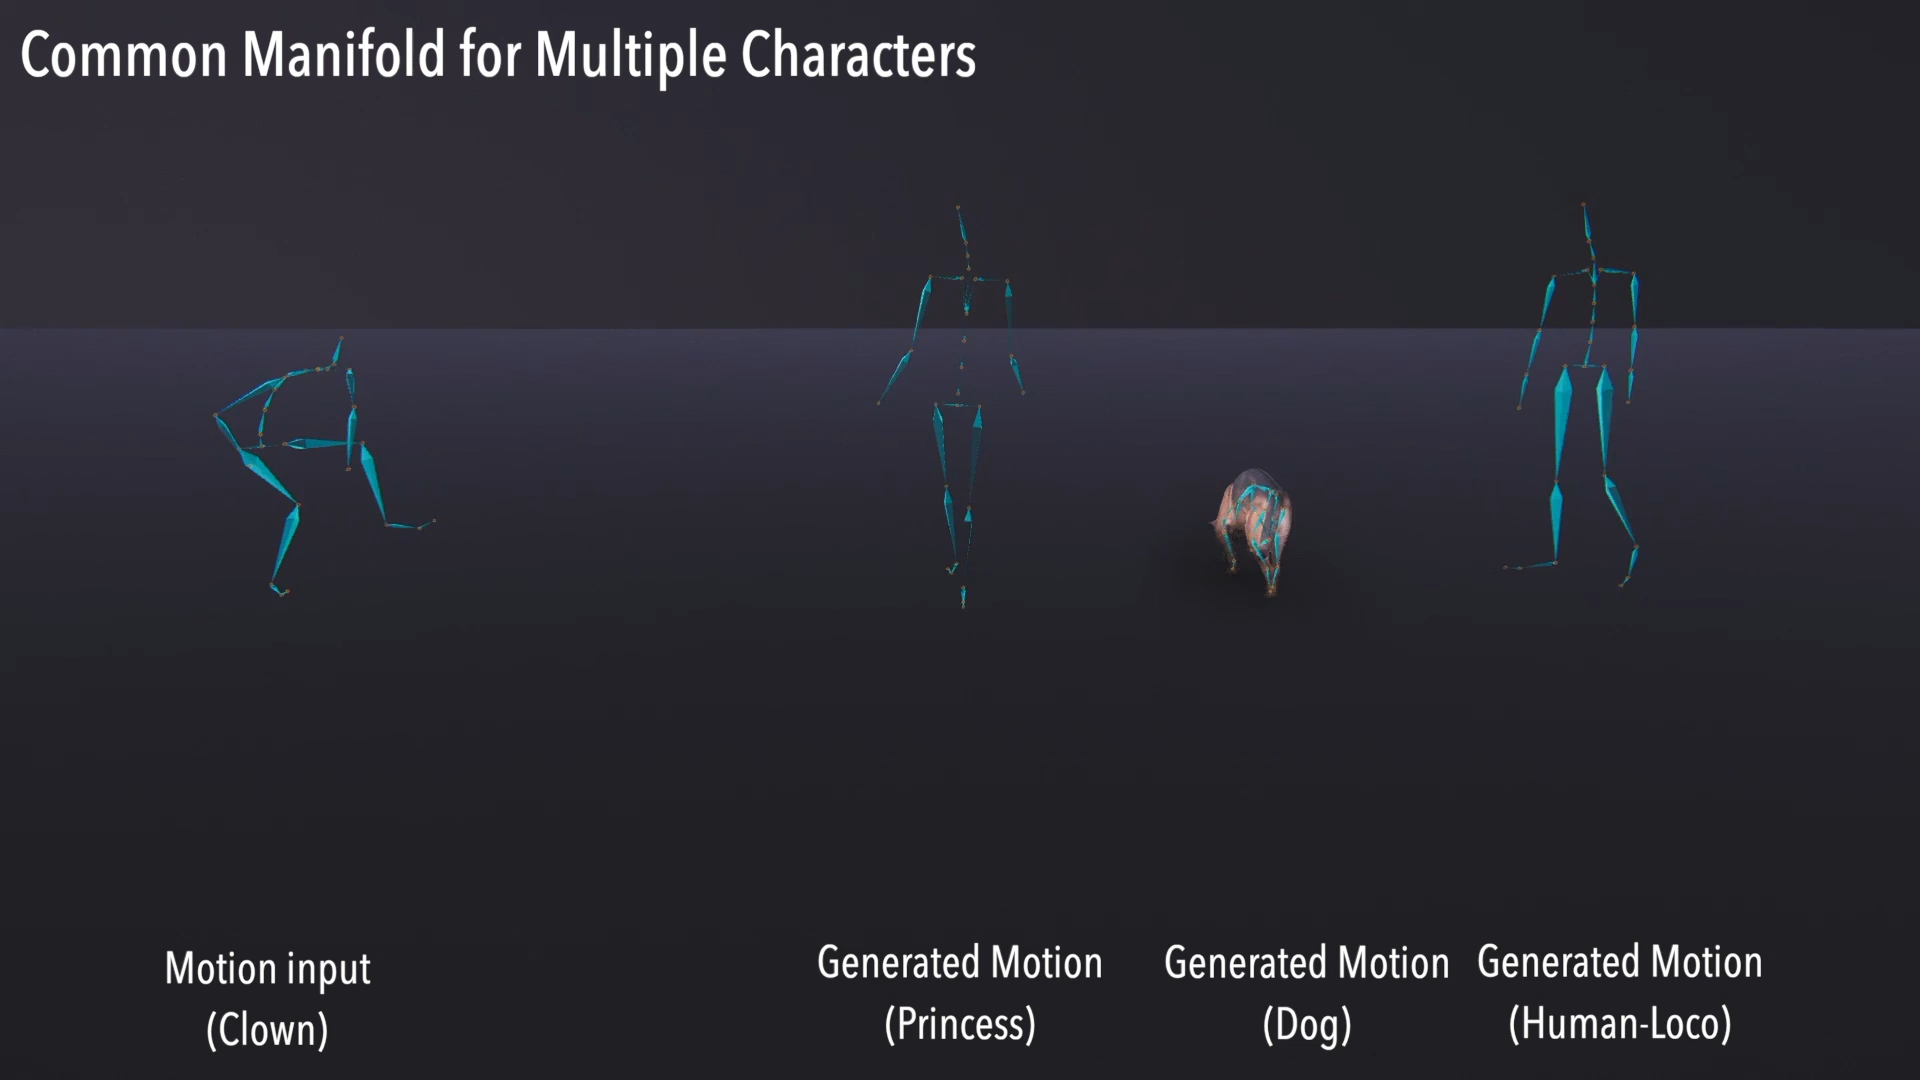 Common Manifold for Multiple Characters
Motion input
(Clown)
Generated Motion
(Princess)
Generated Motion
(Dog)
Generated Motion
(Human-Loco)